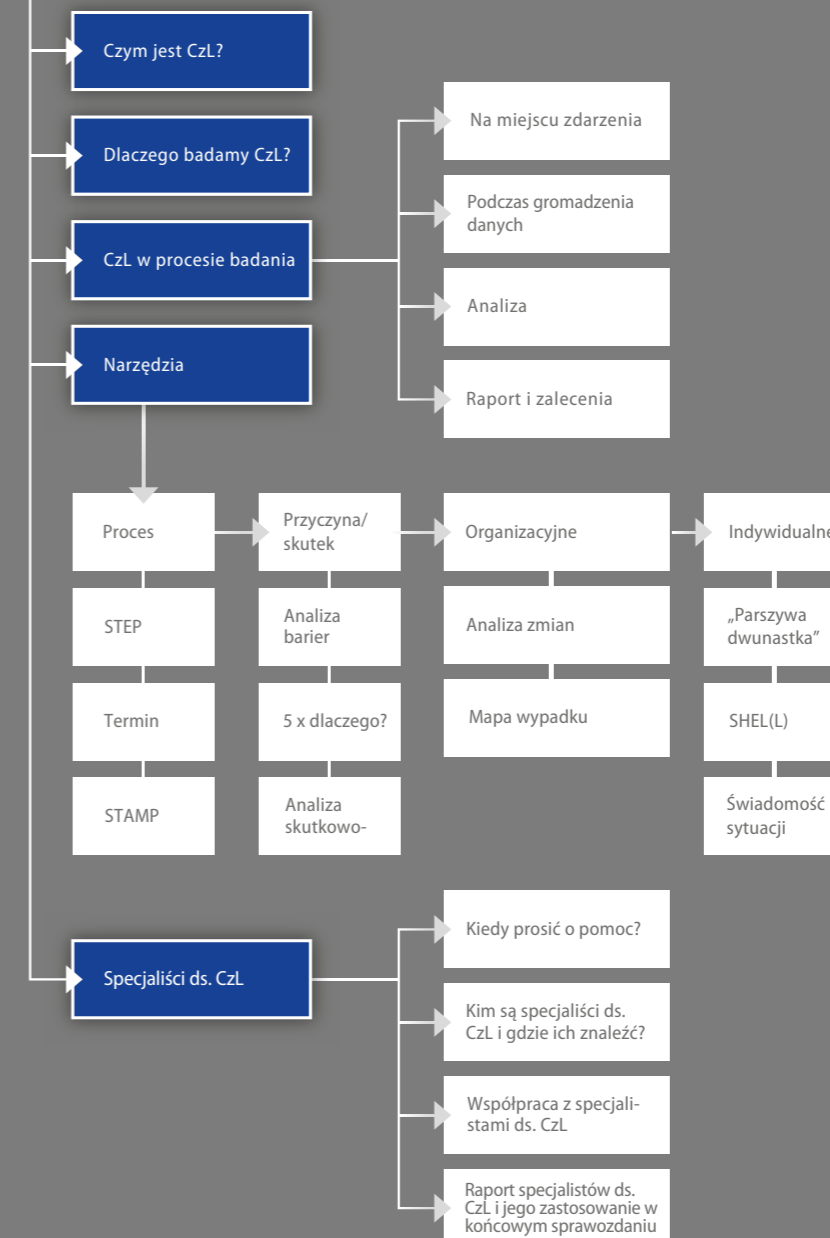 Czym jest CzL?
Dlaczego badamy CzL?
CzL w procesie badania
Na miejscu zdarzenia
Podczas gromadzenia
danych
Analiza
Raport i zalecenia
Narzędzia
Proces
STEP
Termin
STAMP
Przyczyna/
skutek
Analiza
barier
5 x dlaczego?
Analiza
skutkowo-
Organizacyjne
Analiza zmian
Mapa wypadku
Indywidualne
„Parszywa
dwunastka”
SHEL(L)
Świadomość
sytuacji
Specjaliści ds. CzL
Kiedy prosić o pomoc?
Kim są specjaliści ds.
CzL i gdzie ich znaleźć?
Współpraca z specjali-
stami ds. CzL
Raport specjalistów ds.
CzL i jego zastosowanie w
końcowym sprawozdaniu